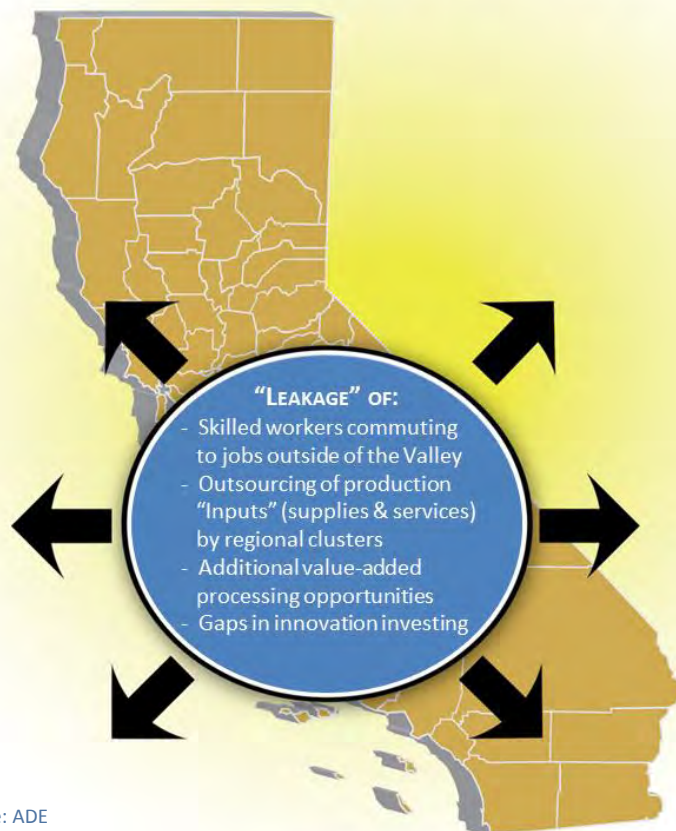 “LEAKAGE” OF:
- Skilled workers commuting
to jobs outside of the Valley
- Outsourcing of production
“Inputs” (supplies & services)
by regional clusters
- Additional value-added
processing opportunities
- Gaps in innovation investing
: ADE